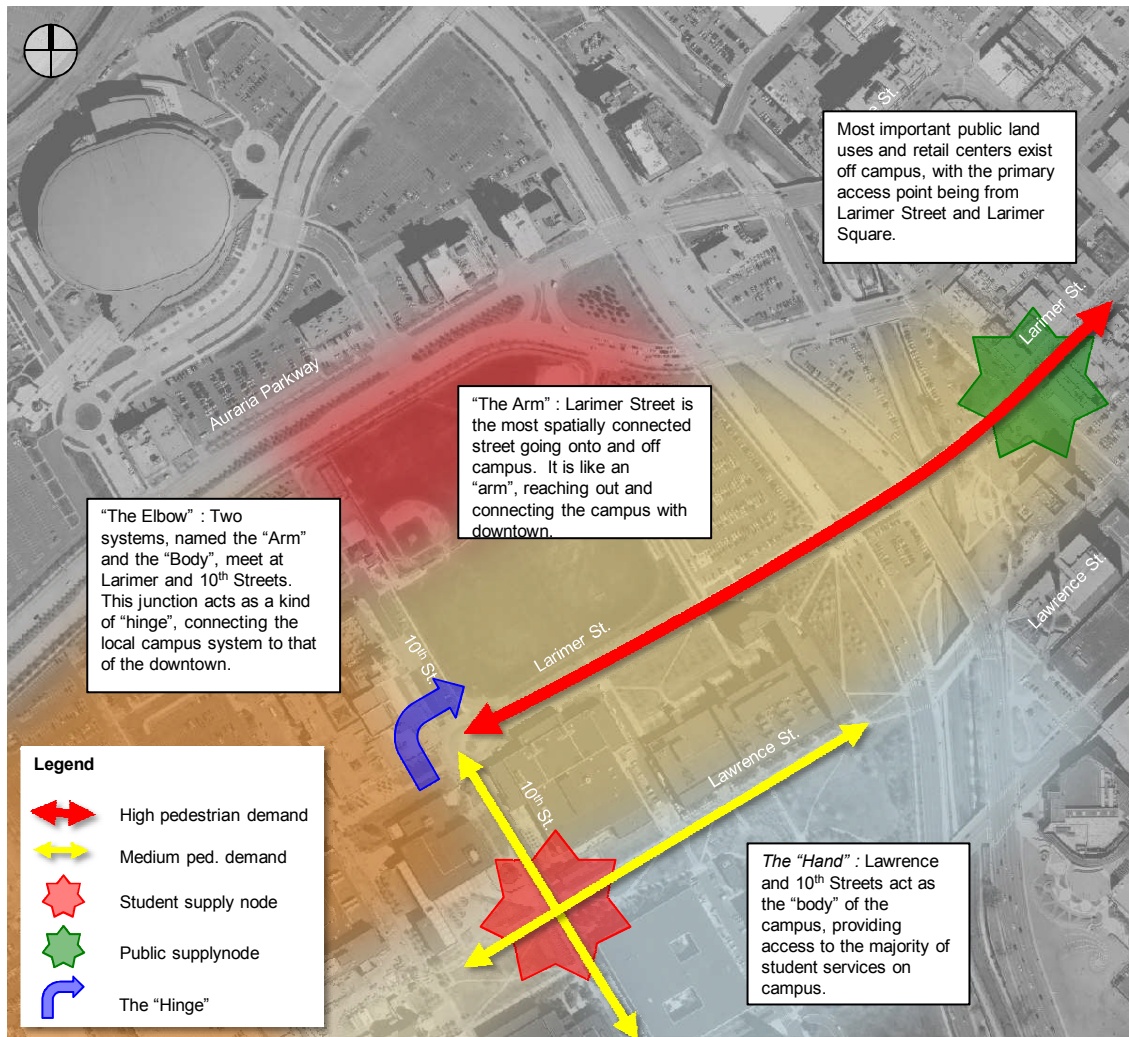 e St.
Most important public land
uses and retail centers exist
off campus, with the primary
access point being from
Larimer Street and Larimer
Square.
Larimer St.
Auraria Parkway
“The Arm” : Larimer Street is
the most spatially connected
street going onto and off
campus. It is like an
“arm”, reaching out and
connecting the campus with
downtown.
“The Elbow” : Two
systems, named the “Arm”
and the “Body”, meet at
Larimer and 10th Streets.
This junction acts as a kind
of “hinge”, connecting the
local campus system to that
of the downtown.
Lawrence St.
10th St.
Larimer St.
Lawrence St.
10th St.
Legend
High pedestrian demand
Medium ped. demand
Student supply node
Public supplynode
The “Hinge”
The “Hand” : Lawrence
and 10th Streets act as
the “body” of the
campus, providing
access to the majority of
student services on
campus.